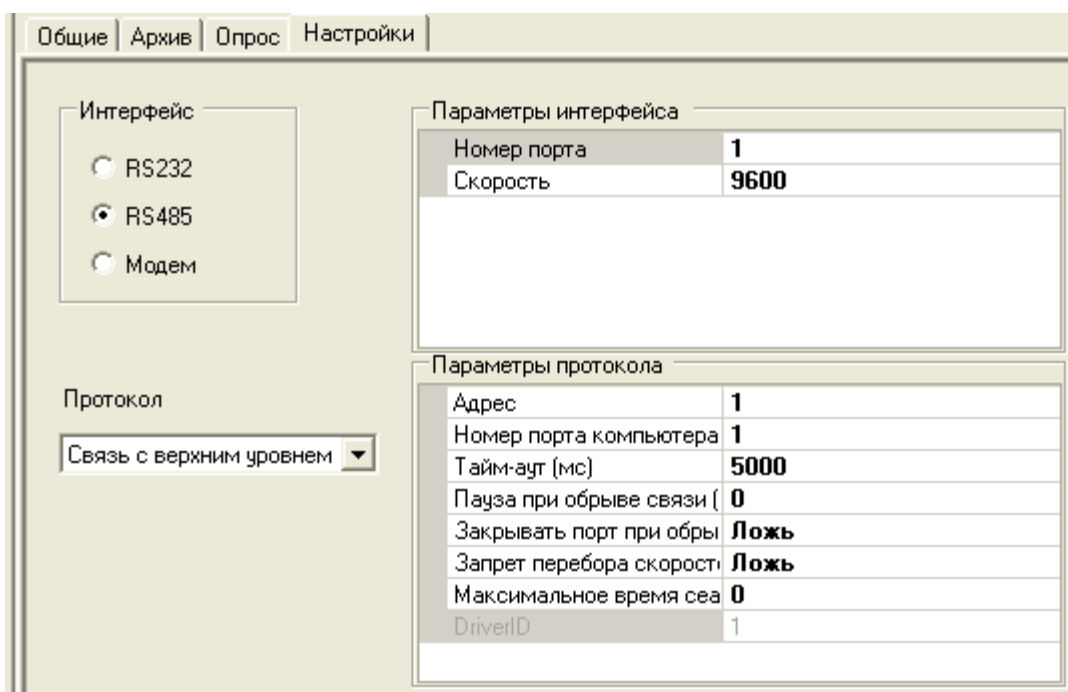 Общие Архив Опрос Настройки
Интерфейс
RS232
RS485
Модем
Параметры интерфейса
Номер порта 1
Скорость 9600
Протокол
Связь с верхним уровнем
Параметры протокола
Адрес 1
Номер порта компьютера 1
Тайм-аут (мс) 5000
Пауза при обрыве связи ( 0
Закрывать порт при обры Ложь
Запрет перебора скорост Ложь
Максимальное время сеа 0
DriverID 1